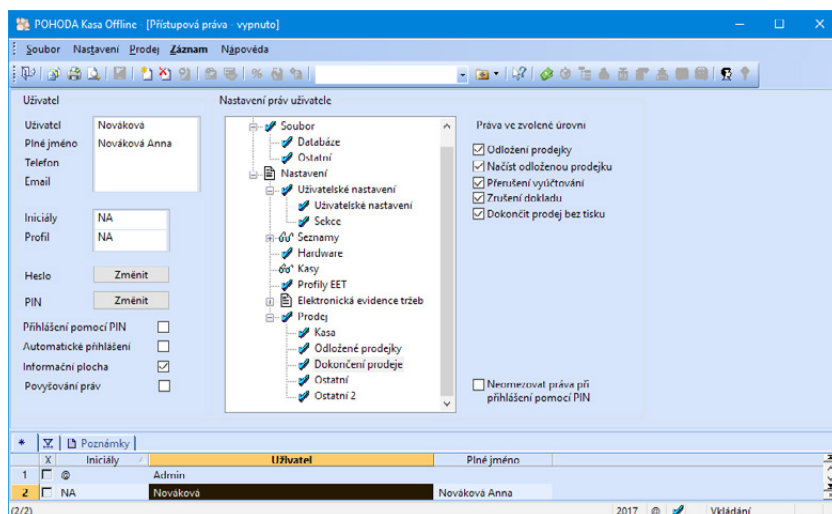 POHODA Kasa Offline - [Přístupová práva - vypnuto]
Soubor Nastavení Prodej Záznam Nápověda
Uživatel
Uživatel Nováková
Plné jméno Nováková Anna
Telefon
Email
Iniciály NA
Profil NA
Heslo Změnit
PIN Změnit
Přihlášení pomocí PIN
Automatické přihlášení
Informační plocha
Povyšování práv
Nastavení práv uživatele
Soubor
Databáze
Ostatní
Nastavení
Uživatelské nastavení
Uživatelské nastavení
Sekce
Seznamy
Hardware
Kasy
Profily EET
Elektronická evidence tržeb
Prodej
Kasa
Odložené prodejky
Dokončení prodeje
Ostatní
Ostatní 2
Práva ve zvolené úrovni
Odložení prodejky
Načíst odloženou prodejku
Přerušení vyúčtování
Zrušení dokladu
Dokončit prodej bez tisku
Neomezovat práva při
přihlášení pomocí PIN
* Poznámky
X Iniciály Uživatel Plné jméno
1 @ Admin
2 NA Nováková Nováková Anna
(2/2) 2017 @ Vkládání